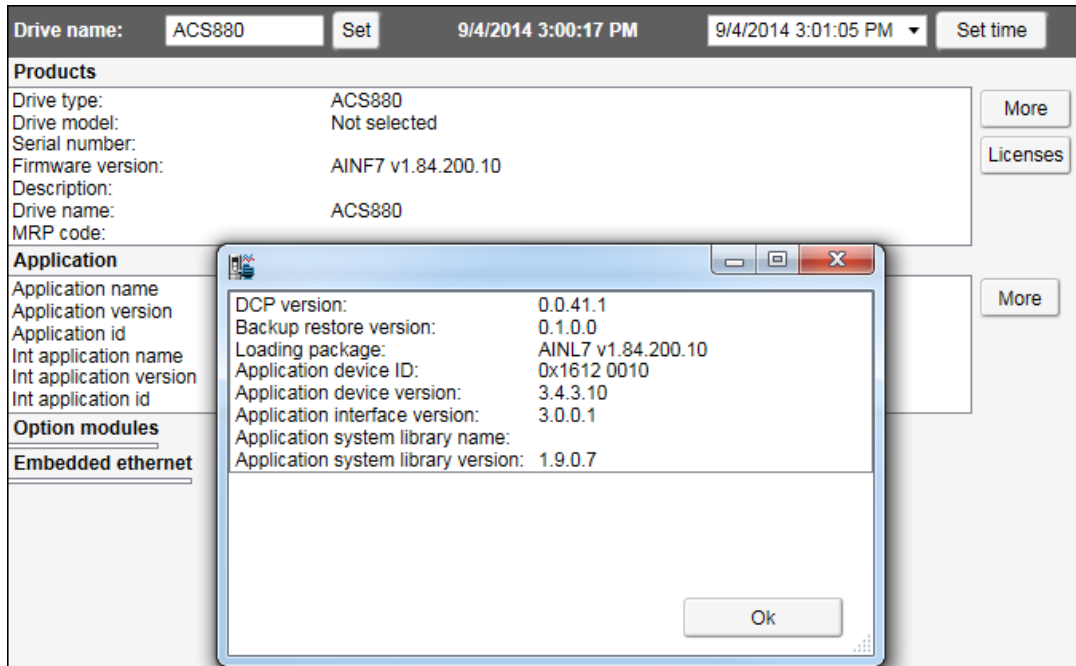 Drive name: ACS880 Set 9/4/2014 3:00:17 PM 9/4/2014 3:01:05 PM Set time
Products
Drive type: ACS880
More
Drive model: Not selected
Serial number:
Licenses
Firmware version: AINF7 v1.84.200.10
Description:
Drive name: ACS880
MRP code:
Application
Application name
More
Application version
Application id
Int application name
Int application version
Int application id
Option modules
Embedded ethernet
DCP version: 0.0.41.1
Backup restore version: 0.1.0.0
Loading package: AINL7 v1.84.200.10
Application device ID: 0x1612 0010
Application device version: 3.4.3.10
Application interface version: 3.0.0.1
Application system library name:
Application system library version: 1.9.0.7
Ok